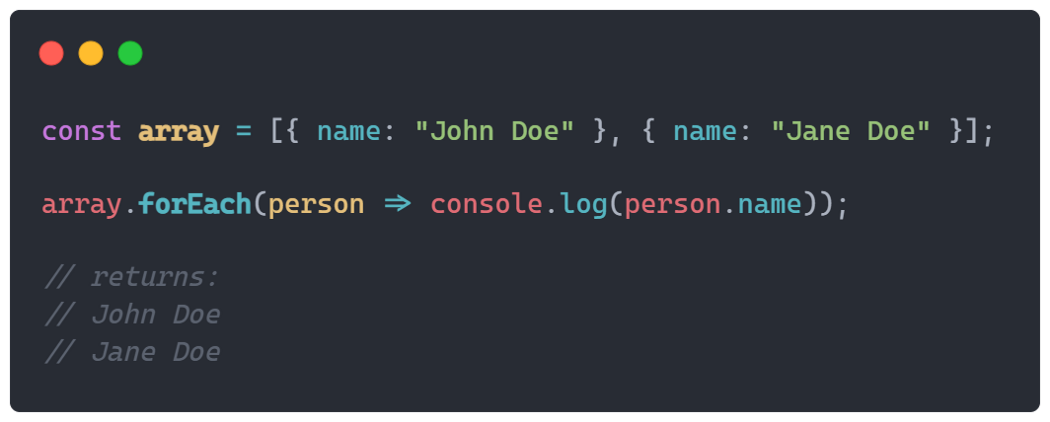 const array = [{ name: "John Doe" }, { name: "Jane Doe" }];
array.forEach(person => console.log(person.name));
// returns:
// John Doe
// Jane Doe